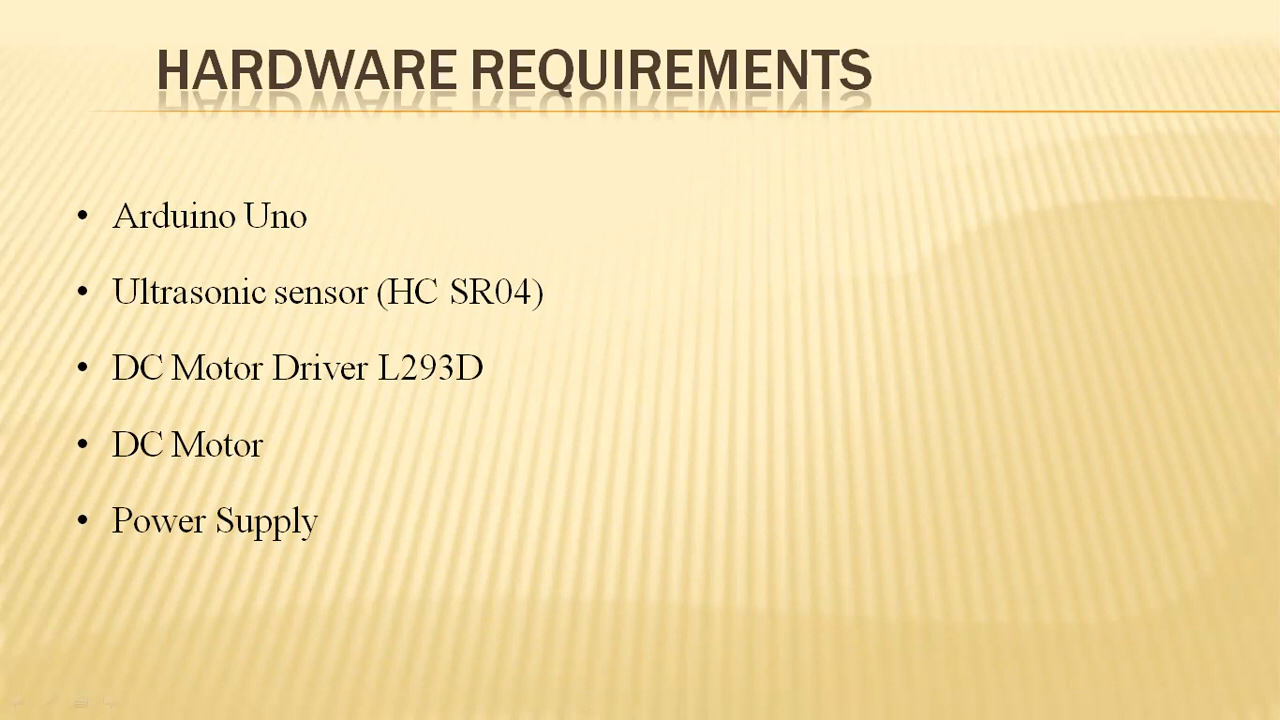 HARDWARE REQUIREMENTS
• Arduino Uno
• Ultrasonic sensor (HC SR04)
• DC Motor Driver L293D
• DC Motor
• Power Supply